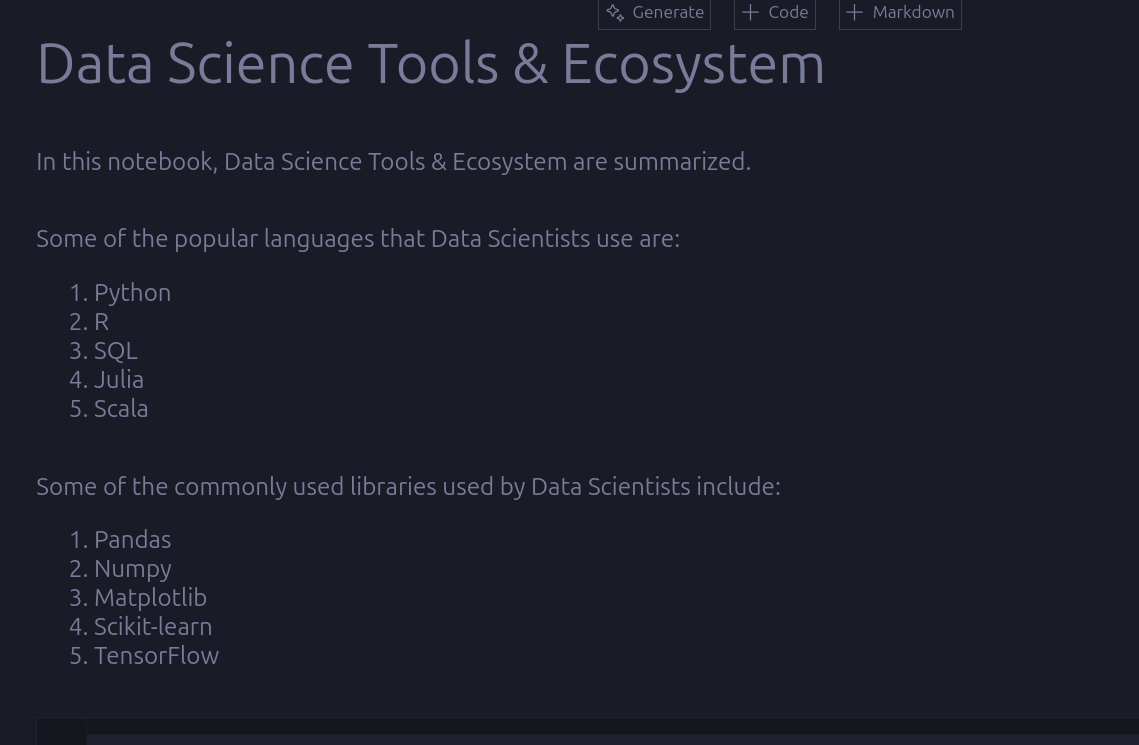 Generate Code Markdown
Data Science Tools & Ecosystem
In this notebook, Data Science Tools & Ecosystem are summarized.
Some of the popular languages that Data Scientists use are:
1. Python
2. R
3. SQL
4. Julia
5. Scala
Some of the commonly used libraries used by Data Scientists include:
1. Pandas
2. Numpy
3. Matplotlib
4. Scikit-learn
5. TensorFlow